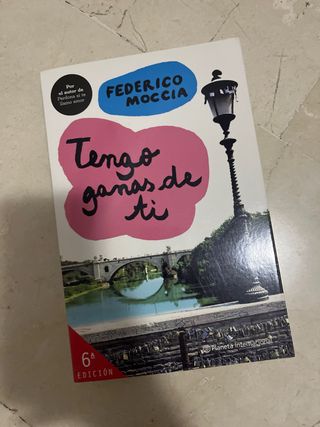 Por
el autor de
Perdona si te
llamo amor
FEDERICO
MOCCIA
Tengo
ganas de
ti
6ª
EDICIÓN
Planeta Internacional